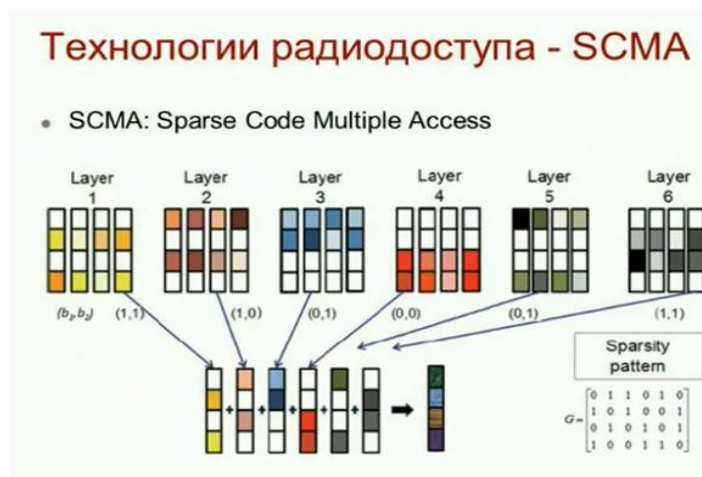 Технологии радиодоступа - SCMA
• SCMA: Sparse Code Multiple Access
Layer 1
Layer 2
Layer 3
Layer 4
Layer 5
Layer 6
(b₁,b₂) (1,1) (1,0) (0,1) (0,0) (0,1) (1,1)
Sparsity
pattern
+ + + + +
0 1 1 0 1 0
G= 1 0 1 0 0 1
0 1 0 1 0 1
1 0 0 1 1 0